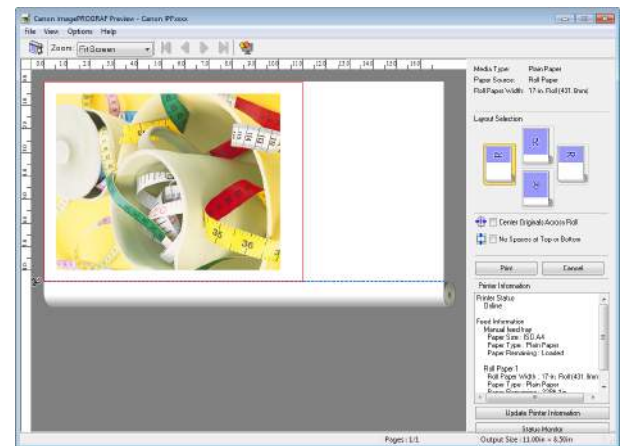 Canon imagePROGRAF Preview - Canon iPFxxxx
File View Options Help
Zoom: Fit Screen
Media Type: Plain Paper
Paper Source: Roll Paper
Roll Paper Width: 17-in. Roll (431.8mm)
Layout Selection
Center Originals Across Roll
No Spaces at Top or Bottom
Print Cancel
Printer Information
Printer Status
Online
Feed Information
Manual feed tray
Paper Size : ISO A4
Paper Type : Plain Paper
Paper Remaining : Loaded
Roll Paper 1
Roll Paper Width : 17-in. Roll (431.8mm
Paper Type : Plain Paper
Update Printer Information
Status Monitor
Pages : 1/1
Output Size : 11.00in × 8.50in